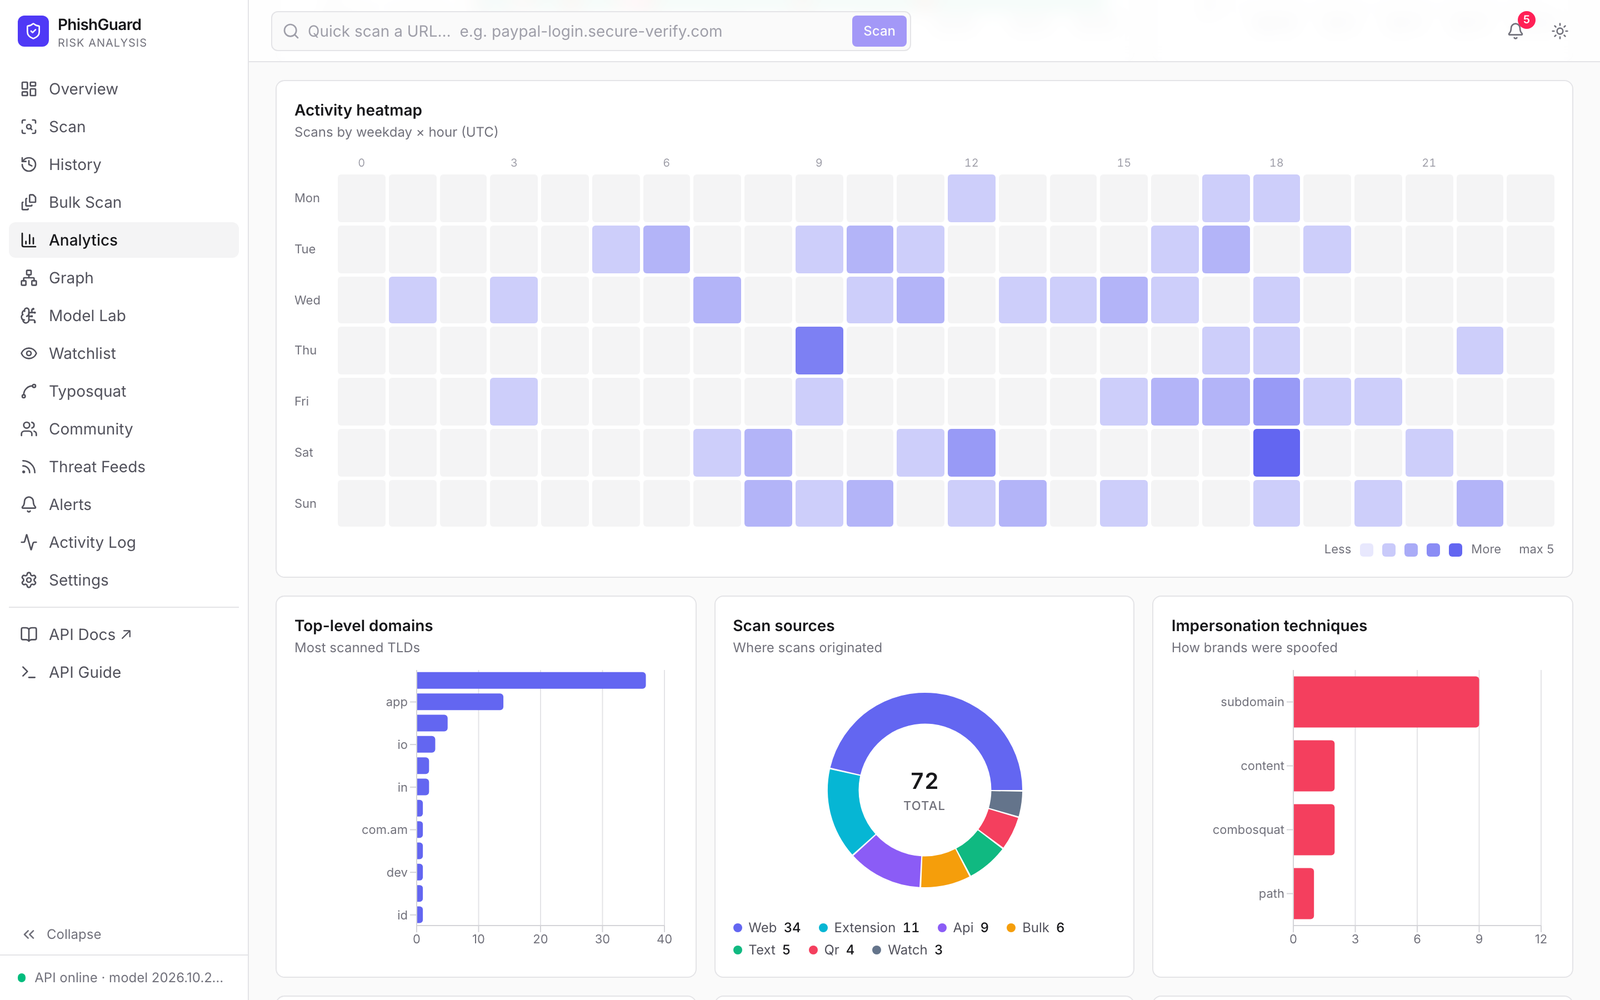 PhishGuard
RISK ANALYSIS
Quick scan a URL... e.g. paypal-login.secure-verify.com
Scan
5
Overview
Scan
History
Bulk Scan
Analytics
Graph
Model Lab
Watchlist
Typosquat
Community
Threat Feeds
Alerts
Activity Log
Settings
API Docs ↗
API Guide
Collapse
API online · model 2026.10.2...
Activity heatmap
Scans by weekday × hour (UTC)
0 3 6 9 12 15 18 21
Mon
Tue
Wed
Thu
Fri
Sat
Sun
Less More max 5
Top-level domains
Most scanned TLDs
app
io
in
com.am
dev
id
0 10 20 30 40
Scan sources
Where scans originated
72
TOTAL
Web 34 Extension 11 Api 9 Bulk 6
Text 5 Qr 4 Watch 3
Impersonation techniques
How brands were spoofed
subdomain
content
combosquat
path
0 3 6 9 12